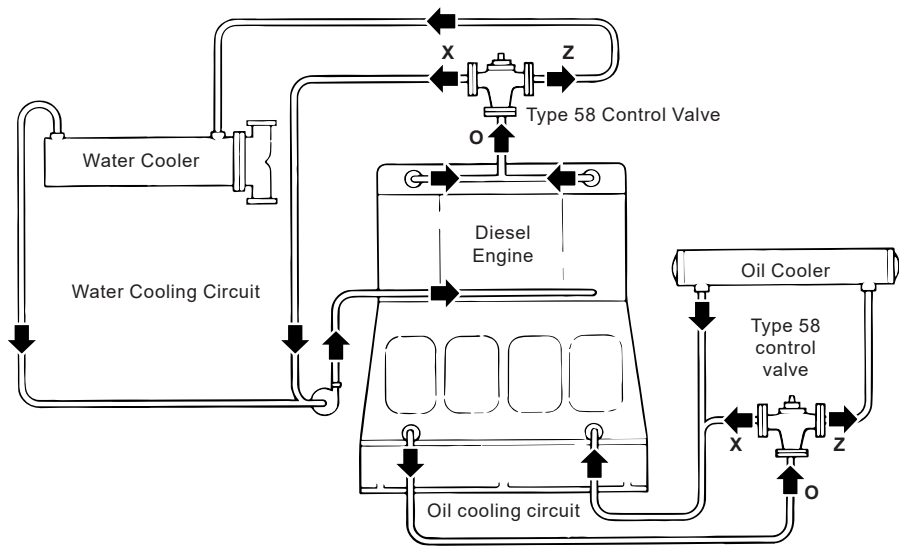 X
Z
Type 58 Control Valve
O
Water Cooler
Diesel
Engine
Oil Cooler
Water Cooling Circuit
Type 58
control
valve
X
Z
O
Oil cooling circuit